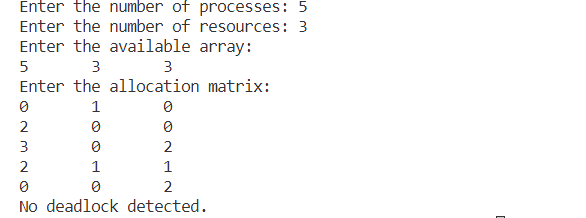 Enter the number of processes: 5
Enter the number of resources: 3
Enter the available array:
5 3 3
Enter the allocation matrix:
0 1 0
2 0 0
3 0 2
2 1 1
0 0 2
No deadlock detected.